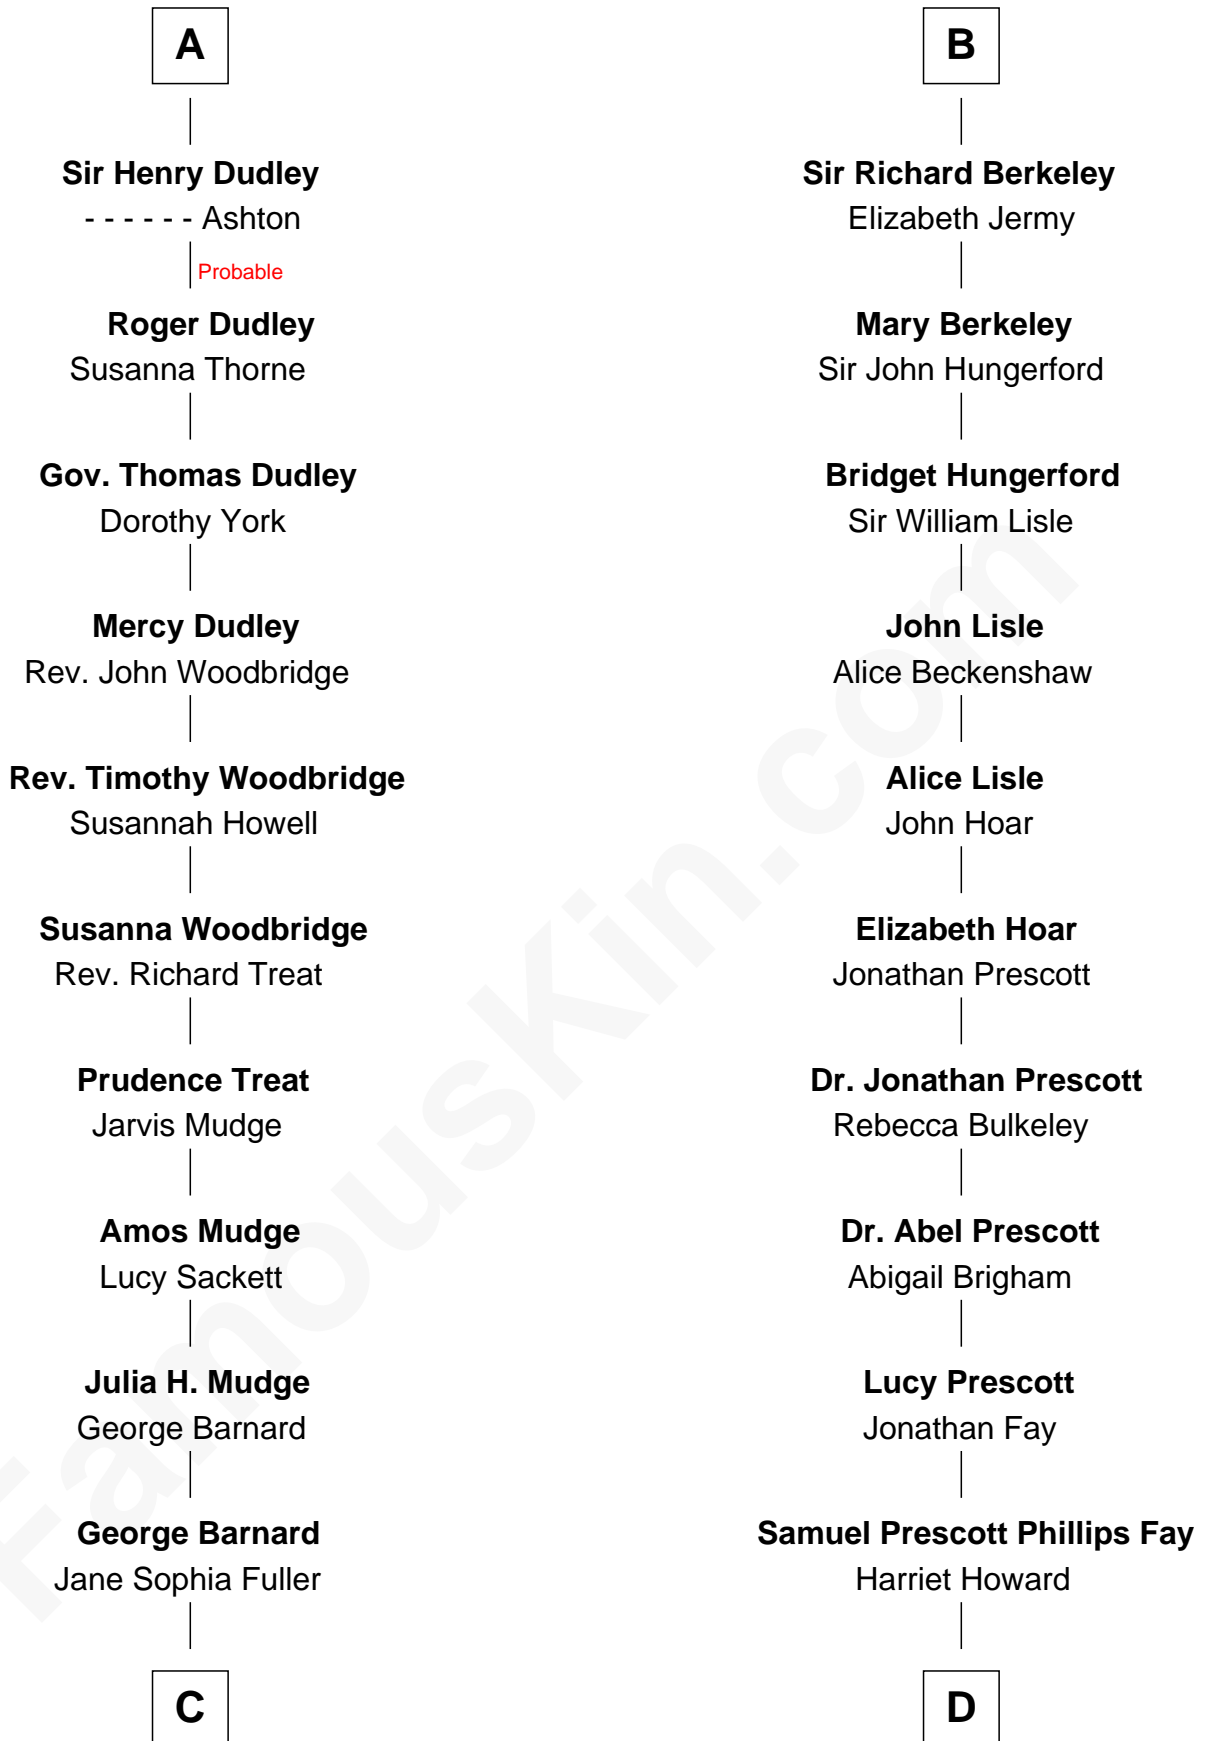 A
Sir Henry Dudley
- - - - - - Ashton
Probable
Roger Dudley
Susanna Thorne
Gov. Thomas Dudley
Dorothy York
Mercy Dudley
Rev. John Woodbridge
Rev. Timothy Woodbridge
Susannah Howell
Susanna Woodbridge
Rev. Richard Treat
Prudence Treat
Jarvis Mudge
Amos Mudge
Lucy Sackett
Julia H. Mudge
George Barnard
George Barnard
Jane Sophia Fuller
C
B
Sir Richard Berkeley
Elizabeth Jermy
Mary Berkeley
Sir John Hungerford
Bridget Hungerford
Sir William Lisle
John Lisle
Alice Beckenshaw
Alice Lisle
John Hoar
Elizabeth Hoar
Jonathan Prescott
Dr. Jonathan Prescott
Rebecca Bulkeley
Dr. Abel Prescott
Abigail Brigham
Lucy Prescott
Jonathan Fay
Samuel Prescott Phillips Fay
Harriet Howard
D
FamousKin.com